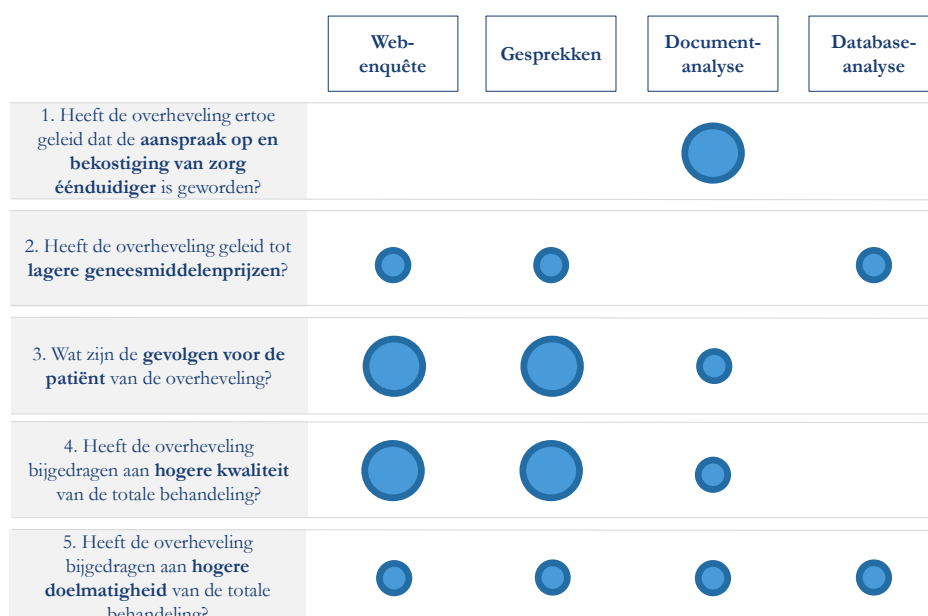 Web-
enquête
Gesprekken
Document-
analyse
Database-
analyse
1. Heeft de overheveling ertoe
geleid dat de aanspraak op en
bekostiging van zorg
éénduidiger is geworden?
2. Heeft de overheveling geleid tot
lagere geneesmiddelenprijzen?
3. Wat zijn de gevolgen voor de
patiënt van de overheveling?
4. Heeft de overheveling
bijgedragen aan hogere kwaliteit
van de totale behandeling?
5. Heeft de overheveling
bijgedragen aan hogere
doelmatigheid van de totale
behandeling?